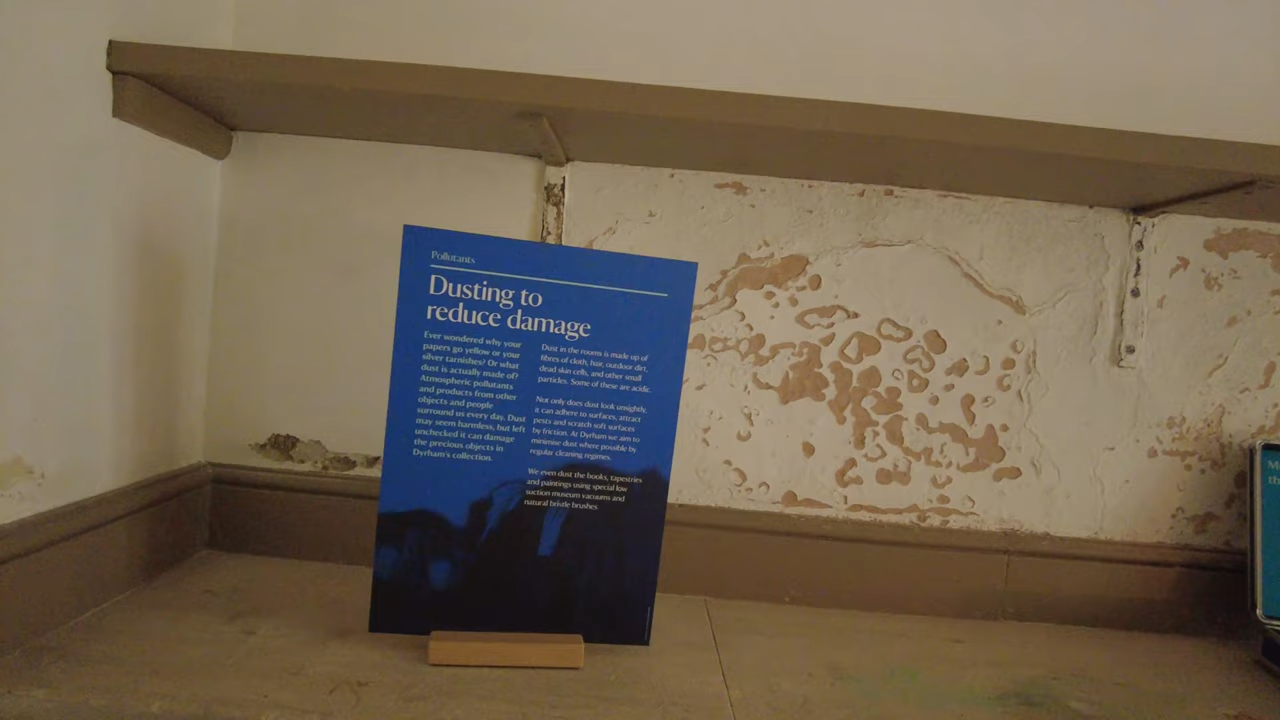 Pollutants
Dusting to
reduce damage
Ever wondered why your
papers go yellow or your
silver tarnishes? Or what
dust is actually made of?
Atmospheric pollutants
and products from other
objects and people
surround us every day. Dust
may seem harmless, but left
unchecked it can damage
the precious objects in
Dyrham's collection.
Dust in the rooms is made up of
fibres of cloth, hair, outdoor dirt,
dead skin cells, and other small
particles. Some of these are acidic.
Not only does dust look unsightly,
it can adhere to surfaces, attract
pests and scratch soft surfaces
by friction. At Dyrham we aim to
minimise dust where possible by
regular cleaning regimes.
We even dust the books, tapestries
and paintings using special low
suction museum vacuums and
natural bristle brushes.